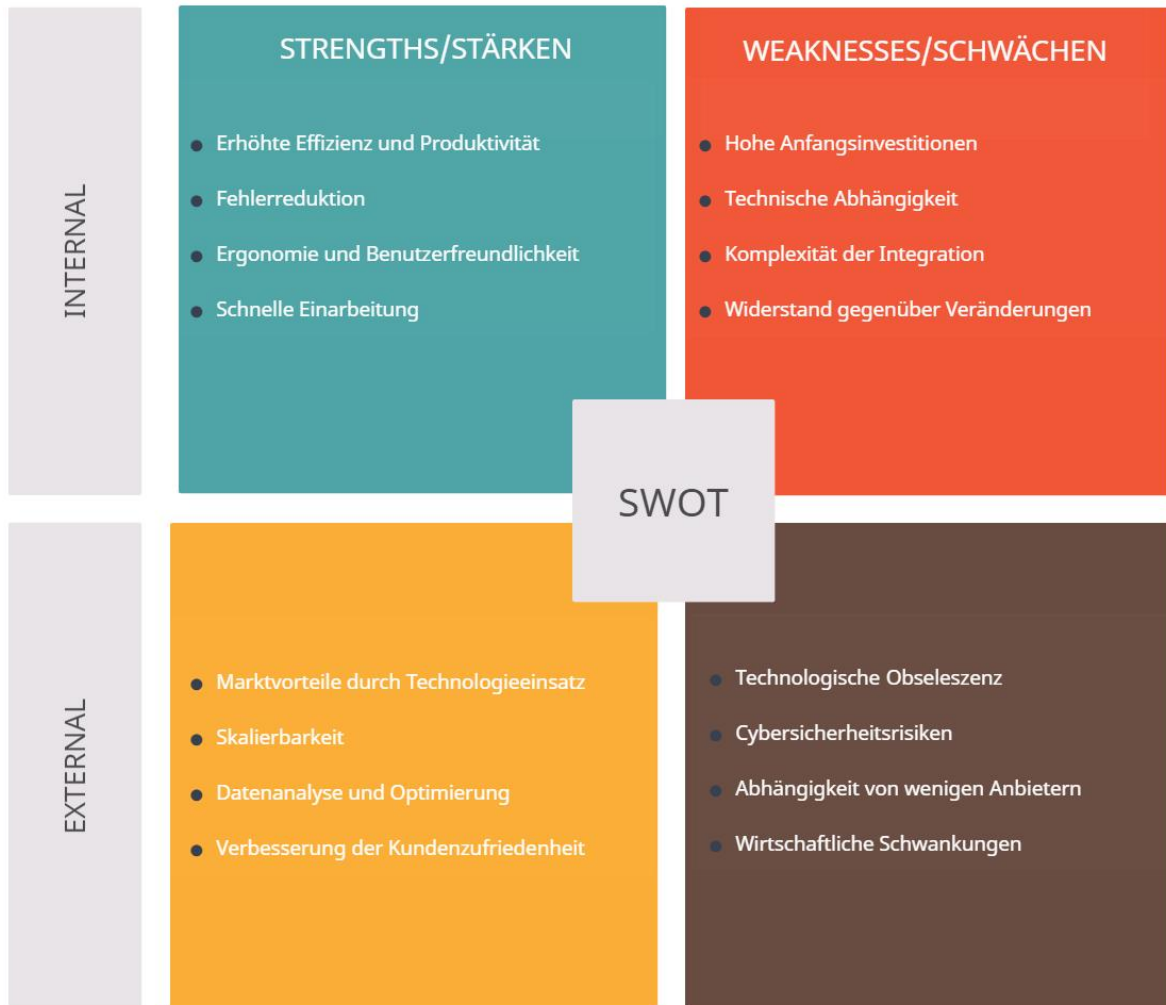 INTERNAL
STRENGTHS/STÄRKEN
Erhöhte Effizienz und Produktivität
Fehlerreduktion
Ergonomie und Benutzerfreundlichkeit
Schnelle Einarbeitung
WEAKNESSES/SCHWÄCHEN
Hohe Anfangsinvestitionen
Technische Abhängigkeit
Komplexität der Integration
Widerstand gegenüber Veränderungen
SWOT
EXTERNAL
Marktvorteile durch Technologieeinsatz
Skalierbarkeit
Datenanalyse und Optimierung
Verbesserung der Kundenzufriedenheit
Technologische Obseleszenz
Cybersicherheitsrisiken
Abhängigkeit von wenigen Anbietern
Wirtschaftliche Schwankungen